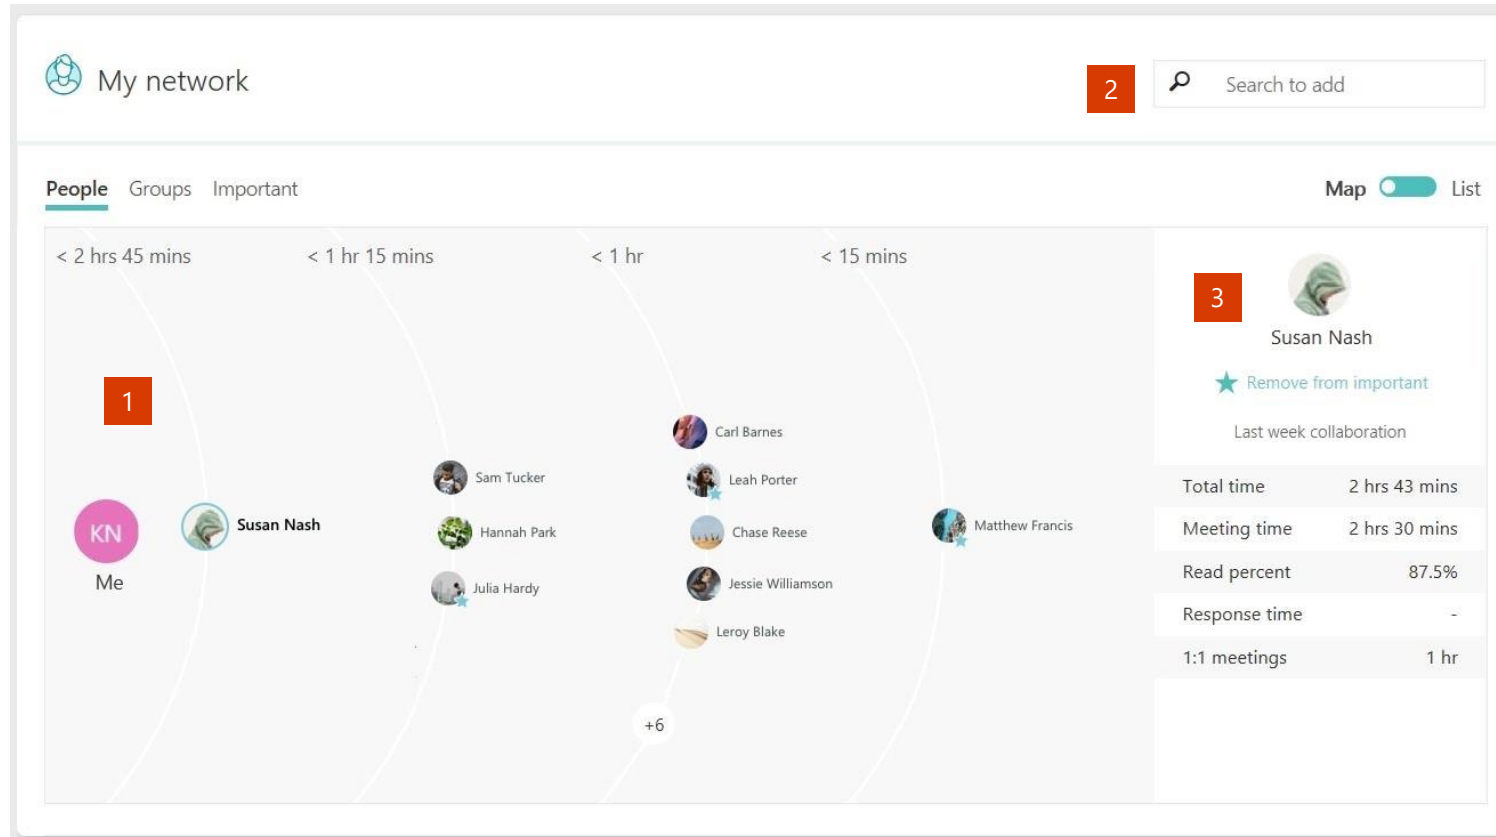 My network
2
Search to add
People Groups Important
Map List
< 2 hrs 45 mins < 1 hr 15 mins < 1 hr < 15 mins
1
KN
Me
Susan Nash
Sam Tucker
Hannah Park
Julia Hardy
Carl Barnes
Leah Porter
Chase Reese
Jessie Williamson
Leroy Blake
+6
Matthew Francis
3
Susan Nash
Remove from important
Last week collaboration
Total time 2 hrs 43 mins
Meeting time 2 hrs 30 mins
Read percent 87.5%
Response time -
1:1 meetings 1 hr